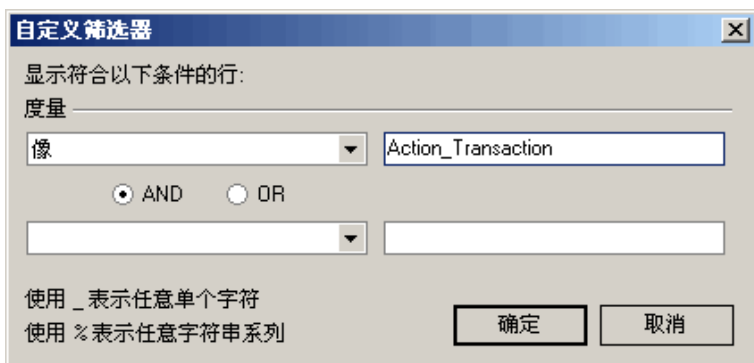 自定义筛选器
显示符合以下条件的行:
度量
像 Action_Transaction
AND OR
使用 _ 表示任意单个字符
使用 % 表示任意字符串系列
确定 取消